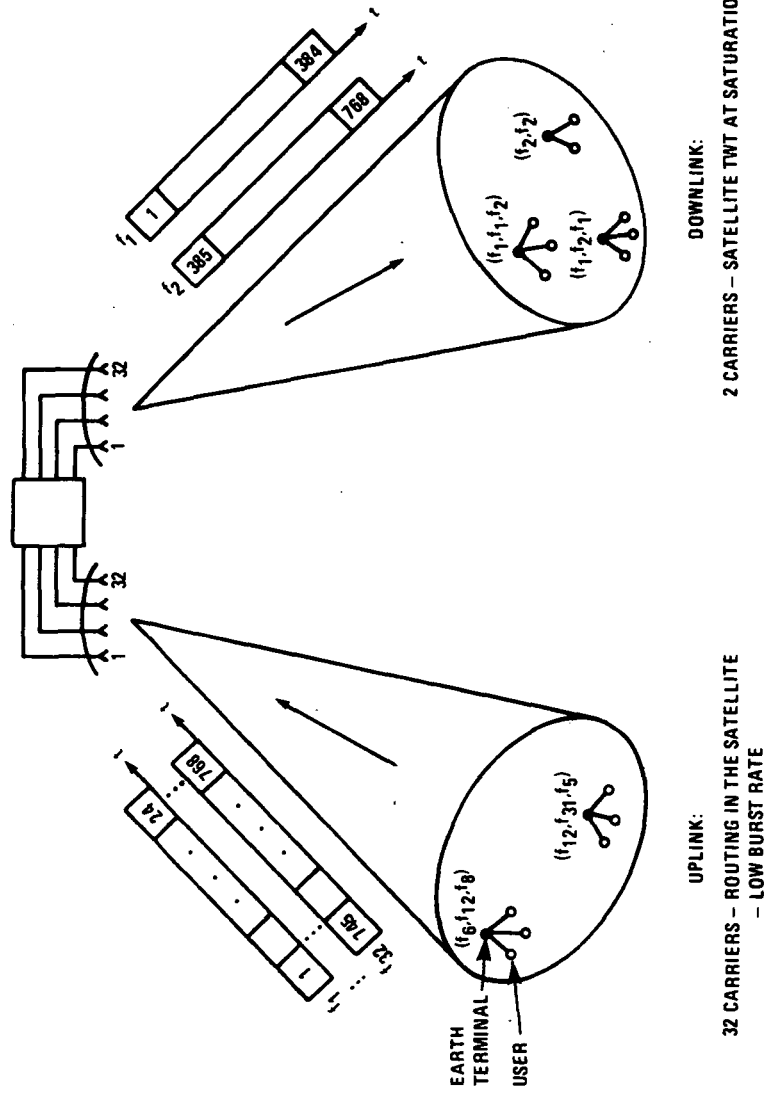 1
32
1
32
24
768
1
745
f1
f32
t
t
f1
1
384
t
f2
385
768
t
EARTH
TERMINAL
USER
(f6,f12,f8)
(f12,f31,f5)
(f1,f1,f2)
(f2,f2)
(f1,f2,f1)
UPLINK:
32 CARRIERS – ROUTING IN THE SATELLITE
– LOW BURST RATE
DOWNLINK:
2 CARRIERS – SATELLITE TWT AT SATURATIO